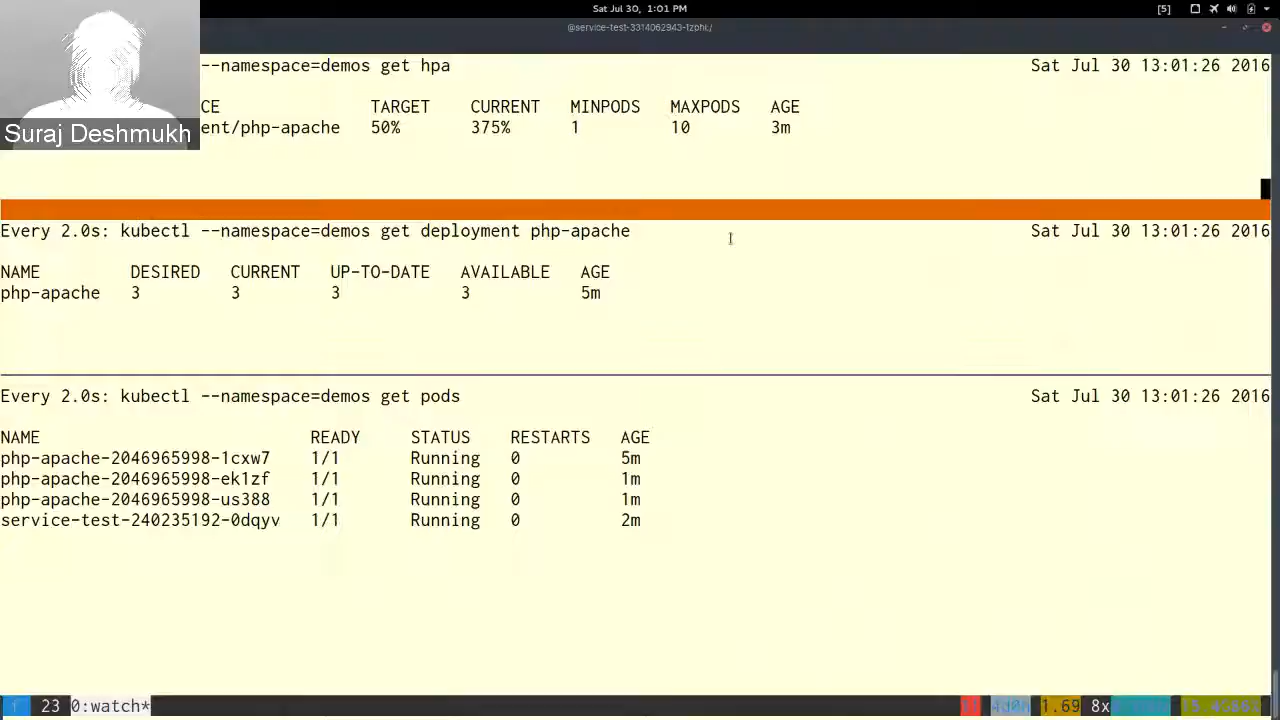 Sat Jul 30, 1:01 PM [5]
@service-test-3314062943-1zphi:/
--namespace=demos get hpa Sat Jul 30 13:01:26 2016
CE TARGET CURRENT MINPODS MAXPODS AGE
ent/php-apache 50% 375% 1 10 3m
Suraj Deshmukh
Every 2.0s: kubectl --namespace=demos get deployment php-apache Sat Jul 30 13:01:26 2016
NAME DESIRED CURRENT UP-TO-DATE AVAILABLE AGE
php-apache 3 3 3 3 5m
Every 2.0s: kubectl --namespace=demos get pods Sat Jul 30 13:01:26 2016
NAME READY STATUS RESTARTS AGE
php-apache-2046965998-1cxw7 1/1 Running 0 5m
php-apache-2046965998-ek1zf 1/1 Running 0 1m
php-apache-2046965998-us388 1/1 Running 0 1m
service-test-240235192-0dqyv 1/1 Running 0 2m
23 0:watch* 4d0h 1.69 8x